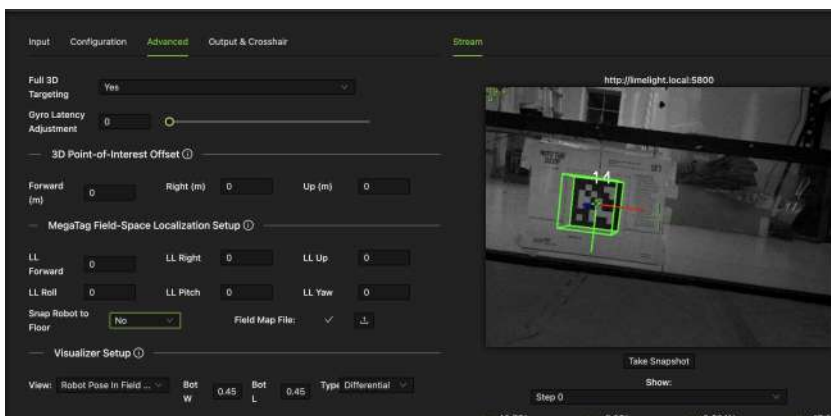 Input Configuration Advanced Output & Crosshair Stream
Full 3D Targeting Yes
http://limelight.local:5800
Gyro Latency Adjustment 0
3D Point-of-Interest Offset
Forward (m) 0 Right (m) 0 Up (m) 0
14
MegaTag Field-Space Localization Setup
LL Forward 0 LL Right 0 LL Up 0
LL Roll 0 LL Pitch 0 LL Yaw 0
Snap Robot to Floor No Field Map File:
Visualizer Setup
Take Snapshot
View: Robot Pose In Field ... Bot W 0.45 Bot L 0.45 Type Differential
Show:
Step 0